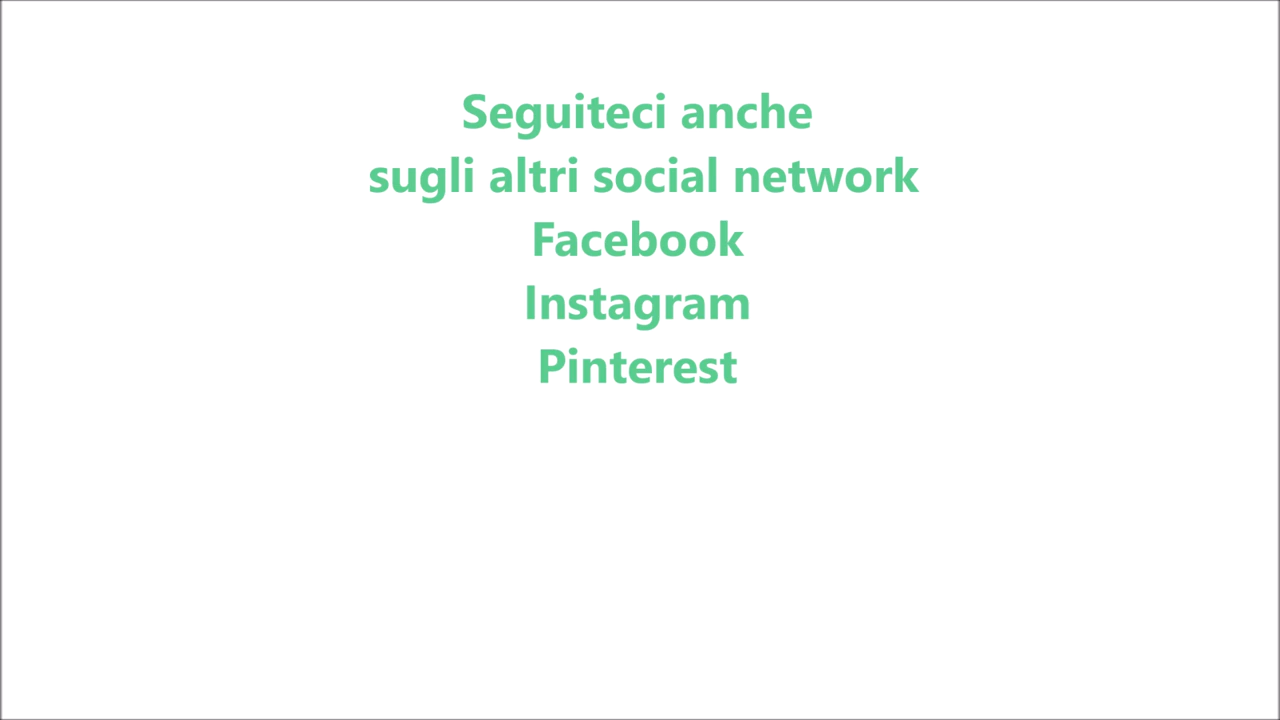 Seguiteci anche
sugli altri social network
Facebook
Instagram
Pinterest